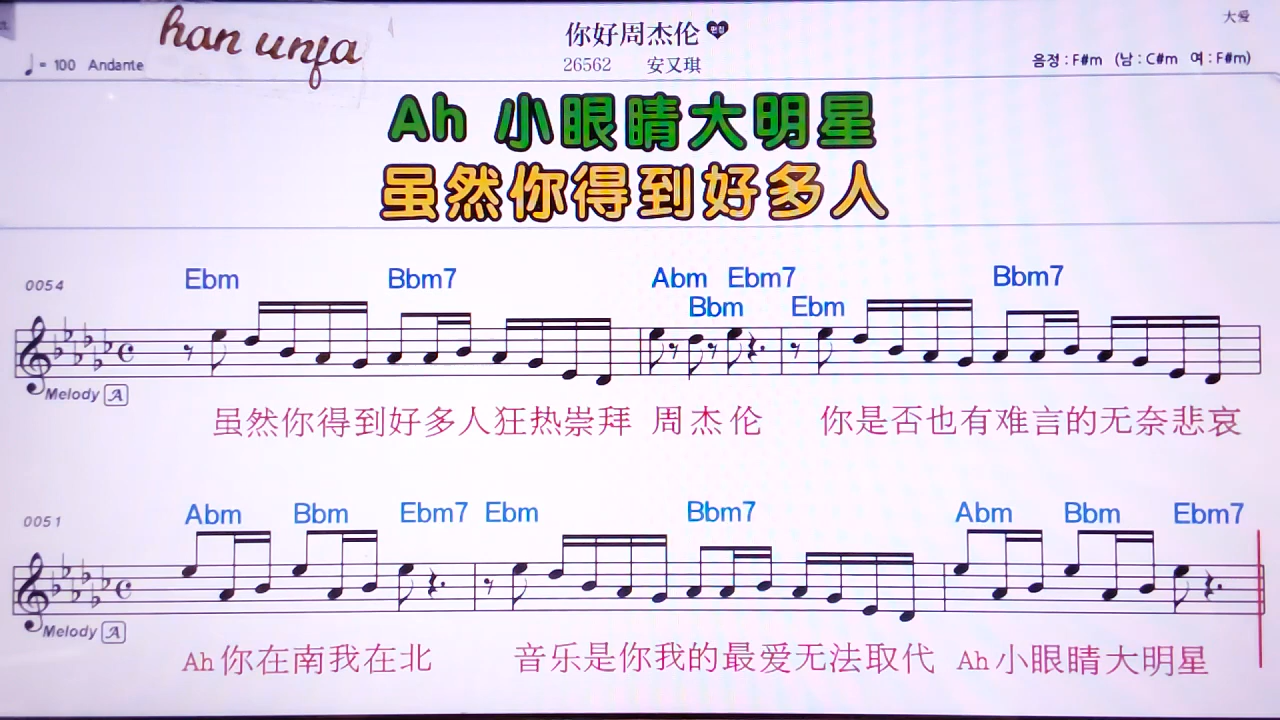 大爱
han unfa
你好周杰伦
♩= 100 Andante
26562 安又琪
음정 : F#m (남 : C#m 여 : F#m)
Ah 小眼睛大明星
虽然你得到好多人
0054
Ebm Bbm7 Abm Bbm Ebm7 Ebm Bbm7
Melody A
虽然你得到好多人狂热崇拜 周杰伦 你是否也有难言的无奈悲哀
0051
Abm Bbm Ebm7 Ebm Bbm7 Abm Bbm Ebm7
Melody A
Ah你在南我在北 音乐是你我的最爱无法取代 Ah小眼睛大明星